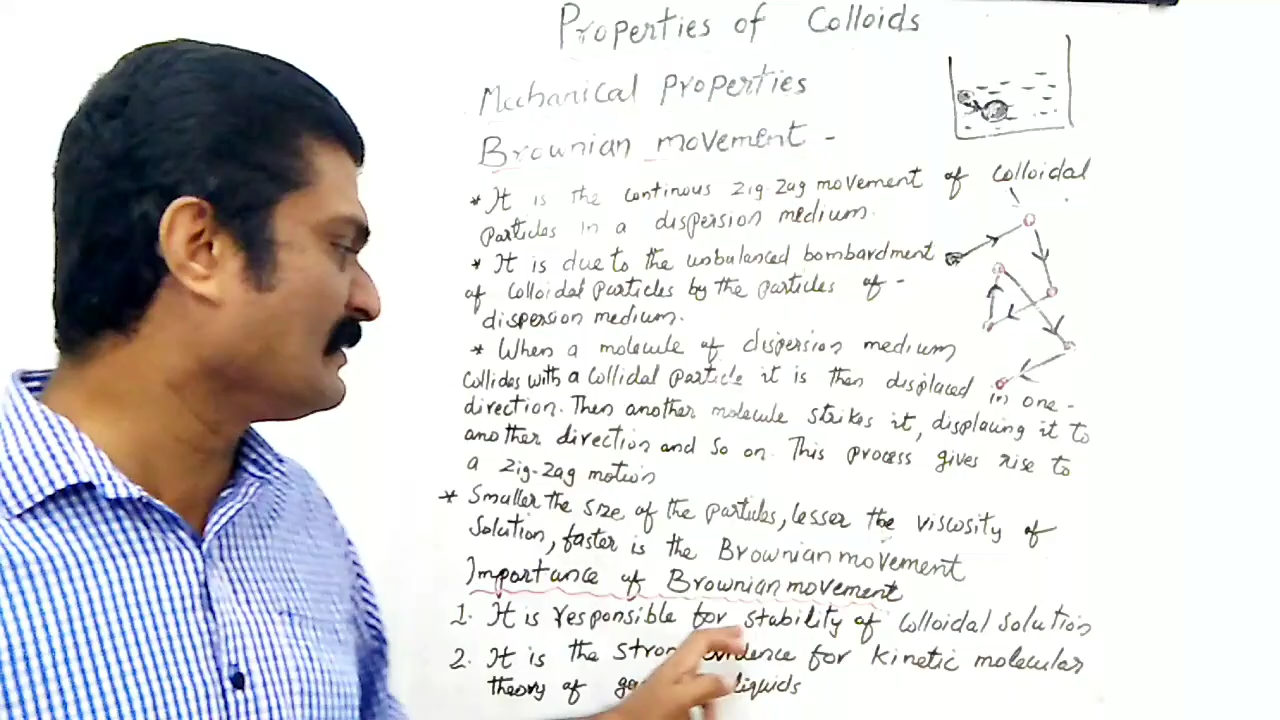 Properties of Colloids
Mechanical Properties
Brownian movement -
* It is the continous zig-zag movement of colloidal
particles in a dispersion medium.
* It is due to the unbalanced bombardment
of colloidal particles by the particles of -
dispersion medium.
* When a molecule of dispersion medium
collides with a collidal particle it is then displaced in one-
direction. Then another molecule strikes it, displacing it to
another direction and so on. This process gives rise to
a zig-zag motion
* Smaller the size of the particles, lesser the viscosity of
solution, faster is the Brownian movement
Importance of Brownian movement
1. It is responsible for stability of colloidal solution
2. It is the evidence for kinetic molecular
theory of liquids